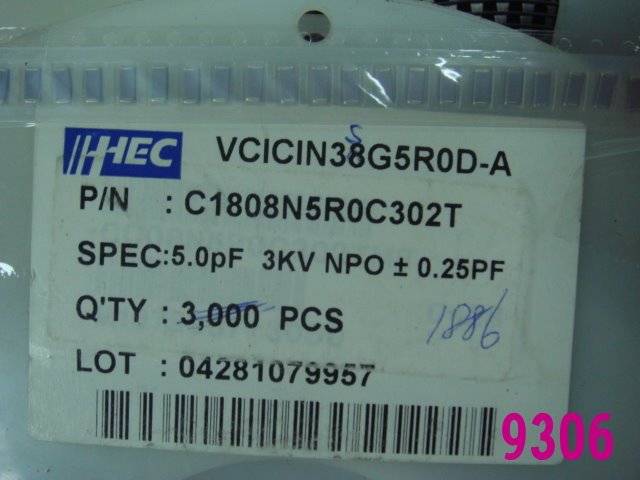 HEC VCICIN38G5R0D-A
5
P/N : C1808N5R0C302T
SPEC:5.0pF 3KV NPO ± 0.25PF
Q'TY : 3,000 PCS 1886
LOT : 04281079957
9306